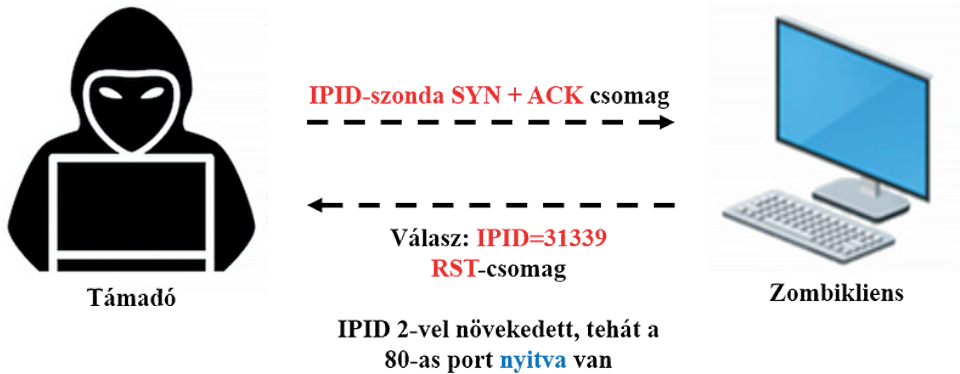 IPID-szonda SYN + ACK csomag
Válasz: IPID=31339
RST-csomag
Támadó
Zombikliens
IPID 2-vel növekedett, tehát a
80-as port nyitva van